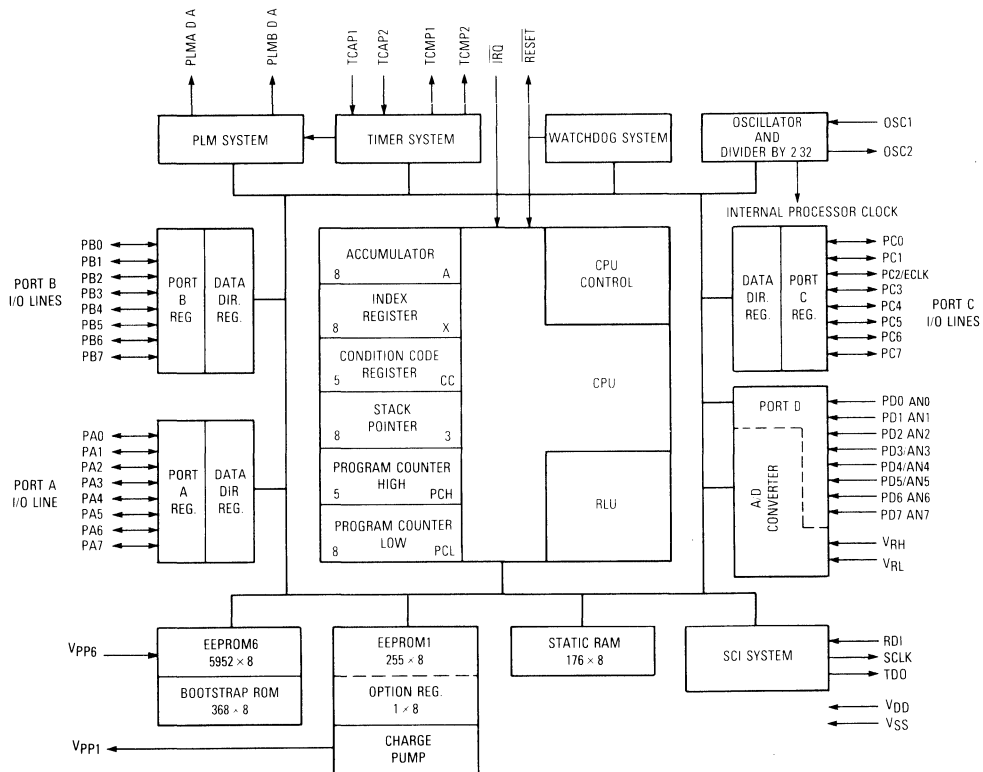 PLMA D A
PLMB D A
TCAP1
TCAP2
TCMP1
TCMP2
IRQ
RESET
PLM SYSTEM
TIMER SYSTEM
WATCHDOG SYSTEM
OSCILLATOR
AND
DIVIDER BY 2 32
OSC1
OSC2
INTERNAL PROCESSOR CLOCK
PORT B
I/O LINES
PB0
PB1
PB2
PB3
PB4
PB5
PB6
PB7
PORT
B
REG
DATA
DIR.
REG.
ACCUMULATOR
8 A
INDEX
REGISTER
8 X
CONDITION CODE
REGISTER
5 CC
STACK
POINTER
8 3
PROGRAM COUNTER
HIGH
5 PCH
PROGRAM COUNTER
LOW
8 PCL
CPU
CONTROL
CPU
RLU
DATA
DIR.
REG.
PORT
C
REG.
PC0
PC1
PC2/ECLK
PC3
PC4
PC5
PC6
PC7
PORT C
I/O LINES
PORT A
I/O LINE
PA0
PA1
PA2
PA3
PA4
PA5
PA6
PA7
PORT
A
REG.
DATA
DIR
REG.
PORT D
A/D
CONVERTER
PD0 AN0
PD1 AN1
PD2 AN2
PD3/AN3
PD4/AN4
PD5/AN5
PD6 AN6
PD7 AN7
VRH
VRL
VPP6
EEPROM6
5952 × 8
BOOTSTRAP ROM
368 × 8
EEPROM1
255 × 8
OPTION REG.
1 × 8
CHARGE
PUMP
VPP1
STATIC RAM
176 × 8
SCI SYSTEM
RDI
SCLK
TDO
VDD
VSS